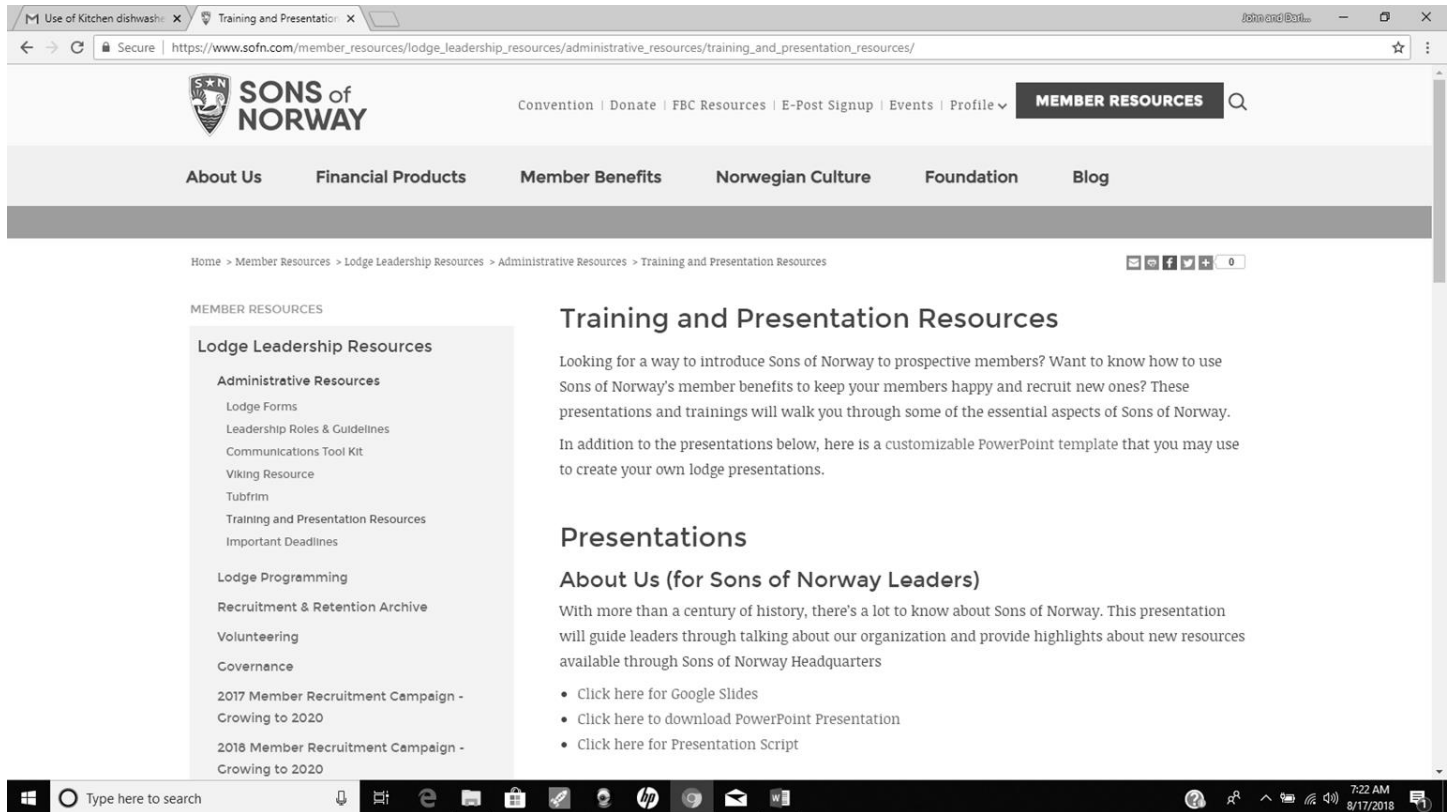 Use of Kitchen dishwashe
Training and Presentation
https://www.sofn.com/member_resources/lodge_leadership_resources/administrative_resources/training_and_presentation_resources/
Secure
S★N
SONS of
NORWAY
Convention | Donate | FBC Resources | E-Post Signup | Events | Profile
MEMBER RESOURCES
About Us Financial Products Member Benefits Norwegian Culture Foundation Blog
Home > Member Resources > Lodge Leadership Resources > Administrative Resources > Training and Presentation Resources
0
MEMBER RESOURCES
Lodge Leadership Resources
Administrative Resources
Lodge Forms
Leadership Roles & Guidelines
Communications Tool Kit
Viking Resource
Tubfrim
Training and Presentation Resources
Important Deadlines
Lodge Programming
Recruitment & Retention Archive
Volunteering
Governance
2017 Member Recruitment Campaign -
Growing to 2020
2018 Member Recruitment Campaign -
Growing to 2020
Training and Presentation Resources
Looking for a way to introduce Sons of Norway to prospective members? Want to know how to use
Sons of Norway's member benefits to keep your members happy and recruit new ones? These
presentations and trainings will walk you through some of the essential aspects of Sons of Norway.
In addition to the presentations below, here is a customizable PowerPoint template that you may use
to create your own lodge presentations.
Presentations
About Us (for Sons of Norway Leaders)
With more than a century of history, there's a lot to know about Sons of Norway. This presentation
will guide leaders through talking about our organization and provide highlights about new resources
available through Sons of Norway Headquarters
• Click here for Google Slides
• Click here to download PowerPoint Presentation
• Click here for Presentation Script
Type here to search
hp
7:22 AM
8/17/2018